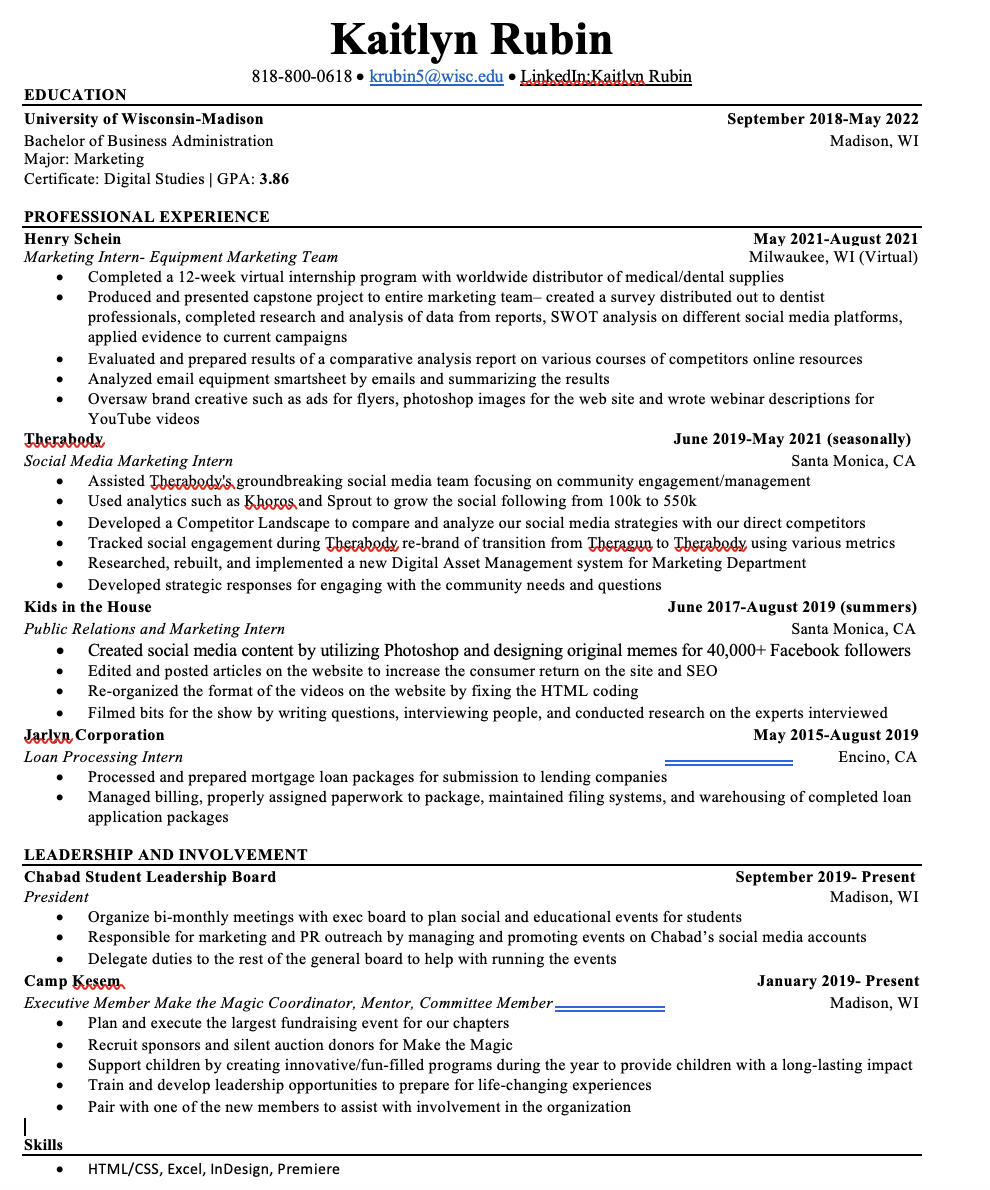 Kaitlyn Rubin
818-800-0618 • krubin5@wisc.edu • LinkedIn:Kaitlyn Rubin
EDUCATION
University of Wisconsin-Madison September 2018-May 2022
Bachelor of Business Administration Madison, WI
Major: Marketing
Certificate: Digital Studies | GPA: 3.86
PROFESSIONAL EXPERIENCE
Henry Schein May 2021-August 2021
Marketing Intern- Equipment Marketing Team Milwaukee, WI (Virtual)
• Completed a 12-week virtual internship program with worldwide distributor of medical/dental supplies
• Produced and presented capstone project to entire marketing team– created a survey distributed out to dentist
professionals, completed research and analysis of data from reports, SWOT analysis on different social media platforms,
applied evidence to current campaigns
• Evaluated and prepared results of a comparative analysis report on various courses of competitors online resources
• Analyzed email equipment smartsheet by emails and summarizing the results
• Oversaw brand creative such as ads for flyers, photoshop images for the web site and wrote webinar descriptions for
YouTube videos
Therabody June 2019-May 2021 (seasonally)
Social Media Marketing Intern Santa Monica, CA
• Assisted Therabody's groundbreaking social media team focusing on community engagement/management
• Used analytics such as Khoros and Sprout to grow the social following from 100k to 550k
• Developed a Competitor Landscape to compare and analyze our social media strategies with our direct competitors
• Tracked social engagement during Therabody re-brand of transition from Theragun to Therabody using various metrics
• Researched, rebuilt, and implemented a new Digital Asset Management system for Marketing Department
• Developed strategic responses for engaging with the community needs and questions
Kids in the House June 2017-August 2019 (summers)
Public Relations and Marketing Intern Santa Monica, CA
• Created social media content by utilizing Photoshop and designing original memes for 40,000+ Facebook followers
• Edited and posted articles on the website to increase the consumer return on the site and SEO
• Re-organized the format of the videos on the website by fixing the HTML coding
• Filmed bits for the show by writing questions, interviewing people, and conducted research on the experts interviewed
Jarlyn Corporation May 2015-August 2019
Loan Processing Intern Encino, CA
• Processed and prepared mortgage loan packages for submission to lending companies
• Managed billing, properly assigned paperwork to package, maintained filing systems, and warehousing of completed loan
application packages
LEADERSHIP AND INVOLVEMENT
Chabad Student Leadership Board September 2019- Present
President Madison, WI
• Organize bi-monthly meetings with exec board to plan social and educational events for students
• Responsible for marketing and PR outreach by managing and promoting events on Chabad’s social media accounts
• Delegate duties to the rest of the general board to help with running the events
Camp Kesem January 2019- Present
Executive Member Make the Magic Coordinator, Mentor, Committee Member Madison, WI
• Plan and execute the largest fundraising event for our chapters
• Recruit sponsors and silent auction donors for Make the Magic
• Support children by creating innovative/fun-filled programs during the year to provide children with a long-lasting impact
• Train and develop leadership opportunities to prepare for life-changing experiences
• Pair with one of the new members to assist with involvement in the organization
Skills
• HTML/CSS, Excel, InDesign, Premiere